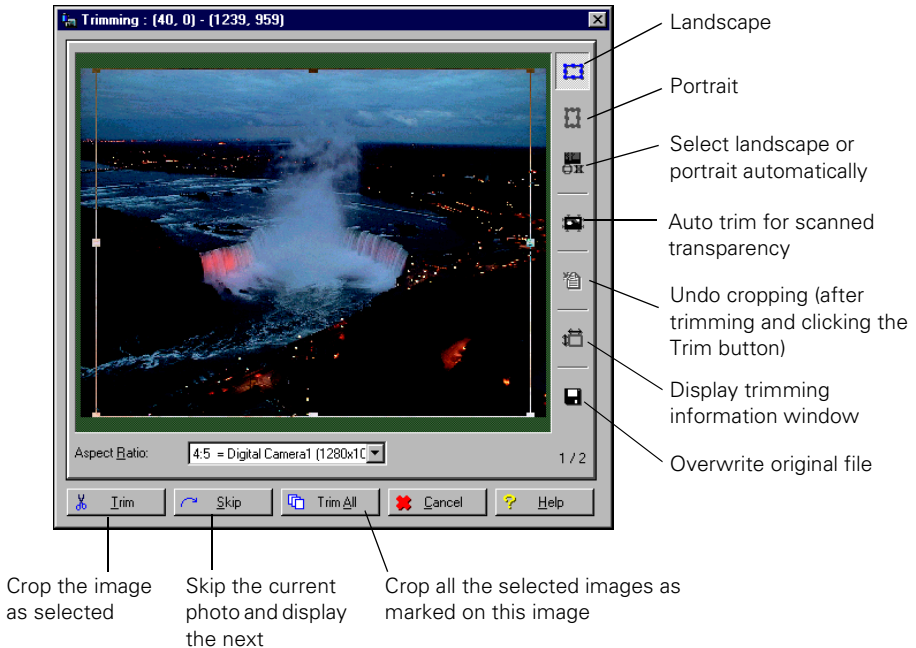 Trimming : (40, 0) - (1239, 959)
Landscape
Portrait
Select landscape or
portrait automatically
Auto trim for scanned
transparency
Undo cropping (after
trimming and clicking the
Trim button)
Display trimming
information window
Overwrite original file
Aspect Ratio:
4:5 = Digital Camera1 (1280x10
1 / 2
Trim
Skip
Trim All
Cancel
Help
Crop the image
as selected
Skip the current
photo and display
the next
Crop all the selected images as
marked on this image